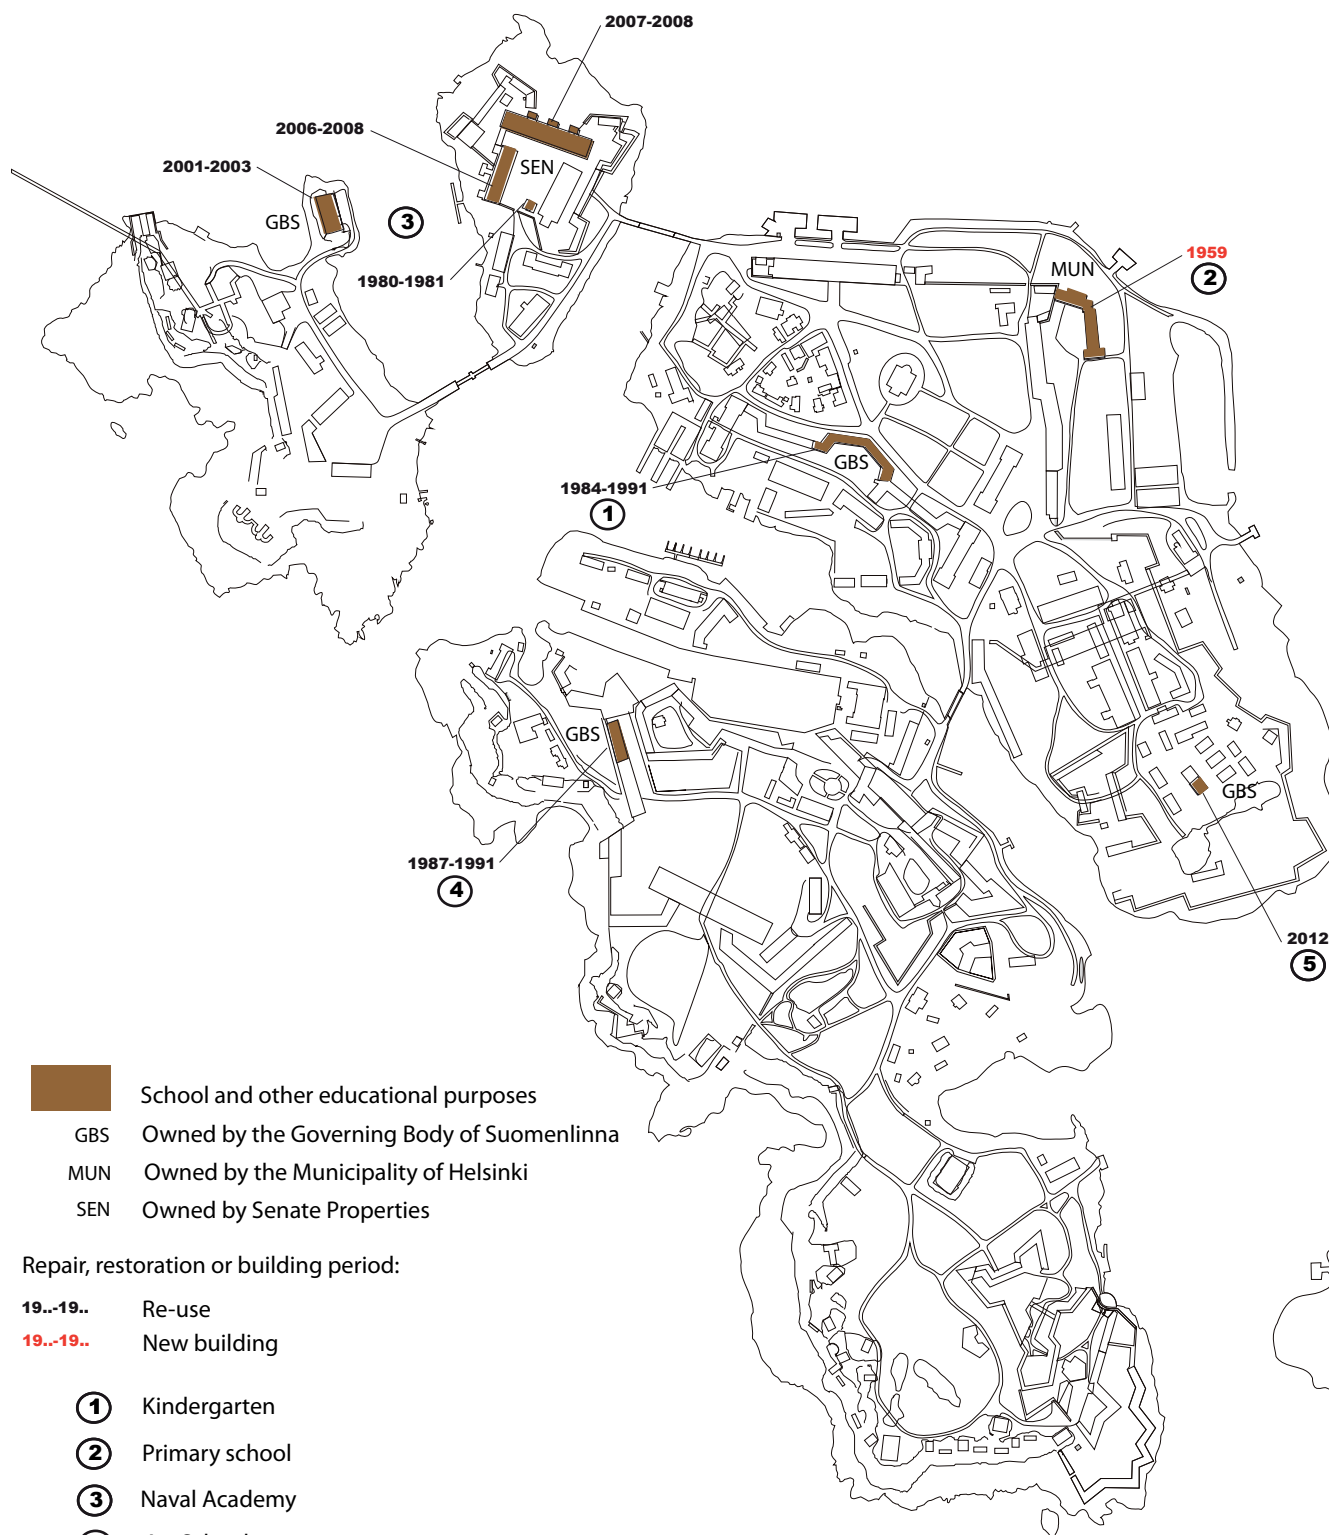 2007-2008
2006-2008
SEN
2001-2003
GBS
3
1980-1981
1959
MUN
2
GBS
1984-1991
1
GBS
1987-1991
4
GBS
2012
5
School and other educational purposes
GBS Owned by the Governing Body of Suomenlinna
MUN Owned by the Municipality of Helsinki
SEN Owned by Senate Properties
Repair, restoration or building period:
19..-19.. Re-use
19..-19.. New building
1 Kindergarten
2 Primary school
3 Naval Academy